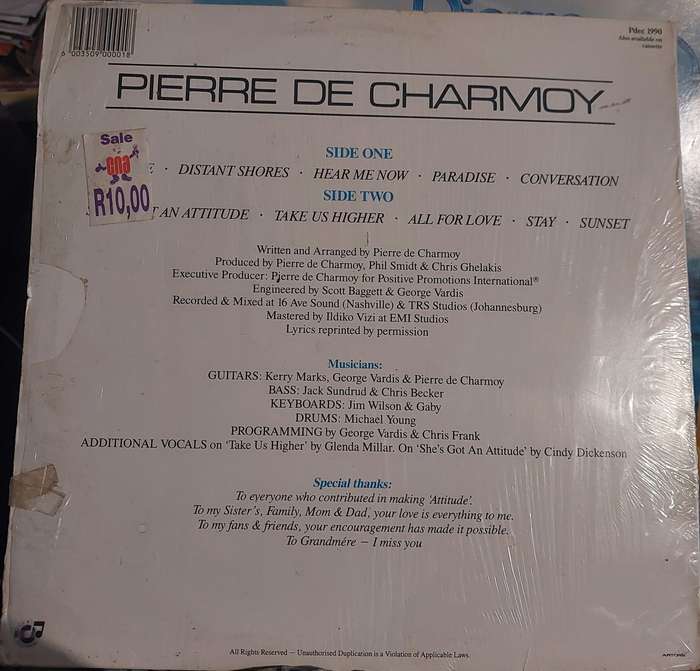 6 003509 000018
Pdec 1990
Also available on
cassette
PIERRE DE CHARMOY
Sale
cna
R10,00
SIDE ONE
· DISTANT SHORES · HEAR ME NOW · PARADISE · CONVERSATION
SIDE TWO
AN ATTITUDE · TAKE US HIGHER · ALL FOR LOVE · STAY · SUNSET
Written and Arranged by Pierre de Charmoy
Produced by Pierre de Charmoy, Phil Smidt & Chris Ghelakis
Executive Producer: Pierre de Charmoy for Positive Promotions International®
Engineered by Scott Baggett & George Vardis
Recorded & Mixed at 16 Ave Sound (Nashville) & TRS Studios (Johannesburg)
Mastered by Ildiko Vizi at EMI Studios
Lyrics reprinted by permission
Musicians:
GUITARS: Kerry Marks, George Vardis & Pierre de Charmoy
BASS: Jack Sundrud & Chris Becker
KEYBOARDS: Jim Wilson & Gaby
DRUMS: Michael Young
PROGRAMMING by George Vardis & Chris Frank
ADDITIONAL VOCALS on ‘Take Us Higher’ by Glenda Millar. On ‘She's Got An Attitude’ by Cindy Dickenson
Special thanks:
To eyeryone who contributed in making ‘Attitude’.
To my Sister's, Family, Mom & Dad, your love is everything to me.
To my fans & friends, your encouragement has made it possible.
To Grandmére – I miss you
All Rights Reserved – Unauthorised Duplication is a Violation of Applicable Laws.